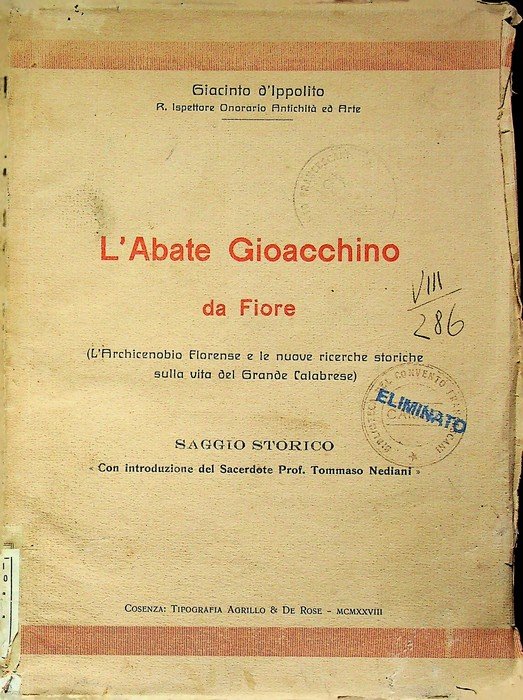 Giacinto d'Ippolito
R. Ispettore Onorario Antichità ed Arte
L'Abate Gioacchino
da Fiore
VIII
286
(L'Archicenobio Florense e le nuove ricerche storiche
sulla vita del Grande Calabrese)
ELIMINATO
SAGGIO STORICO
« Con introduzione del Sacerdote Prof. Tommaso Nediani »
COSENZA: TIPOGRAFIA AGRILLO & DE ROSE - MCMXXVIII